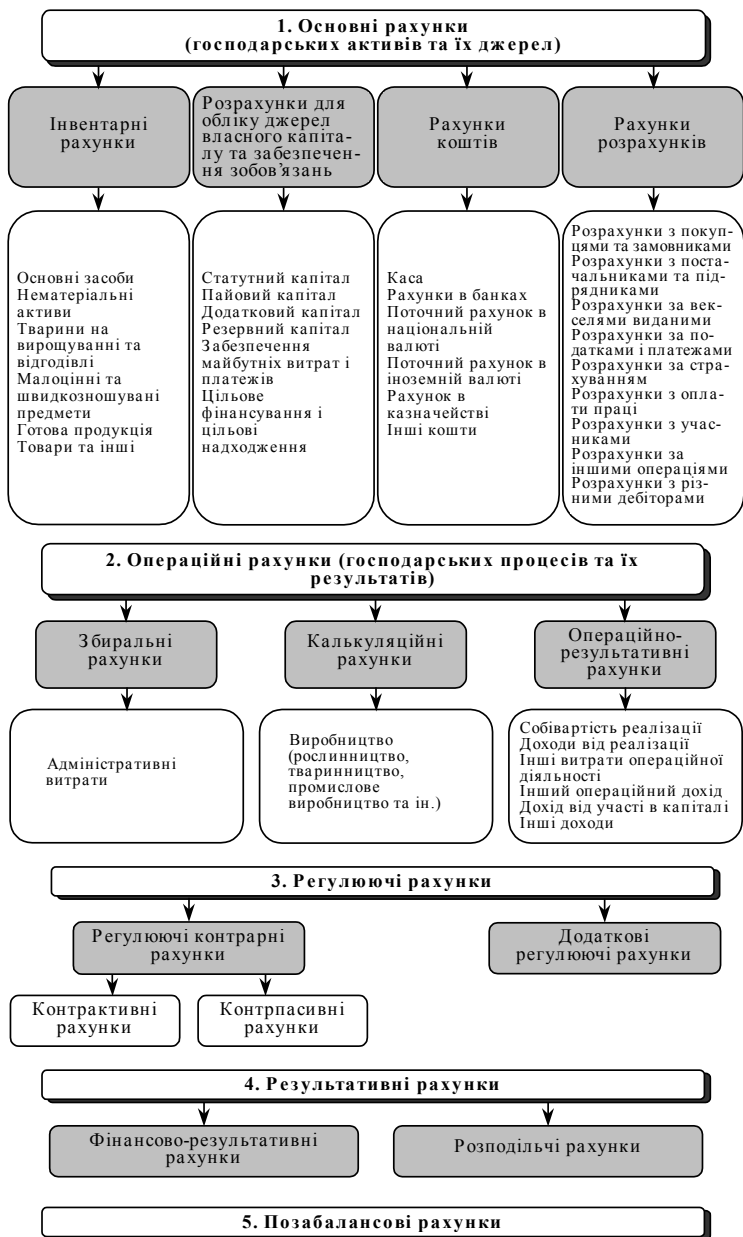 1. Основні рахунки
(господарських активів та їх джерел)
Інвентарні
рахунки
Розрахунки для
обліку джерел
власного капіта-
лу та забезпечен-
ня зобов’язань
Рахунки
коштів
Рахунки
розрахунків
Основні засоби
Нематеріальні
активи
Тварини на
вирощуванні та
відгодівлі
Малоцінні та
швидкозношувані
предмети
Готова продукція
Товари та інші
Статутний капітал
Пайовий капітал
Додатковий капітал
Резервний капітал
Забезпечення
майбутніх витрат і
платежів
Цільове
фінансування і
цільові
надходження
Каса
Рахунки в банках
Поточний рахунок в
національній
валюті
Поточний рахунок в
іноземній валюті
Рахунок в
казначействі
Інші кошти
Розрахунки з покуп-
цями та замовниками
Розрахунки з поста-
чальниками та підр-
рядниками
Розрахунки за век-
селями виданими
Розрахунки за по-
датками і платежами
Розрахунки за стра-
хуванням
Розрахунки з опла-
ти праці
Розрахунки з учас-
никами
Розрахунки за
іншими операціями
Розрахунки з різ-
ними дебіторами
2. Операційні рахунки (господарських процесів та їх
результатів)
Збиральні
рахунки
Калькуляційні
рахунки
Операційно-
результативні
рахунки
Адміністративні
витрати
Виробництво
(рослинництво,
тваринництво,
промислове
виробництво та ін.)
Собівартість реалізації
Доходи від реалізації
Інші витрати операційної
діяльності
Інший операційний дохід
Дохід від участі в капіталі
Інші доходи
3. Регулюючі рахунки
Регулюючі контрарні
рахунки
Додаткові
регулюючі рахунки
Контрактивні
рахунки
Контрпасивні
рахунки
4. Результативні рахунки
Фінансово-результативні
рахунки
Розподільчі рахунки
5. Позабалансові рахунки